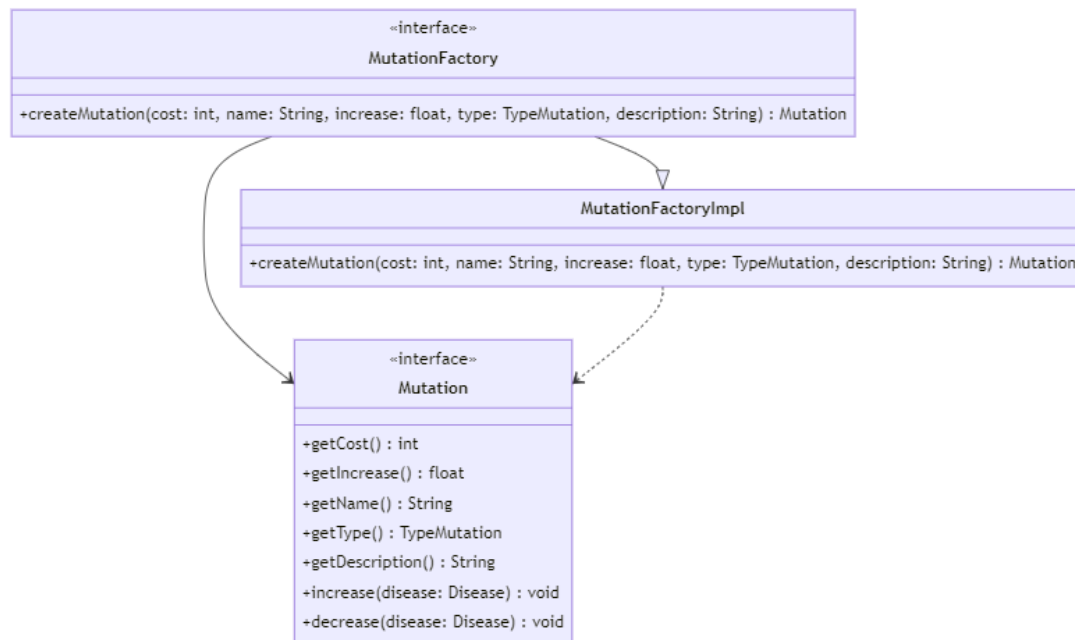 «interface»
MutationFactory
+createMutation(cost: int, name: String, increase: float, type: TypeMutation, description: String) : Mutation
MutationFactoryImpl
+createMutation(cost: int, name: String, increase: float, type: TypeMutation, description: String) : Mutation
«interface»
Mutation
+getCost() : int
+getIncrease() : float
+getName() : String
+getType() : TypeMutation
+getDescription() : String
+increase(disease: Disease) : void
+decrease(disease: Disease) : void